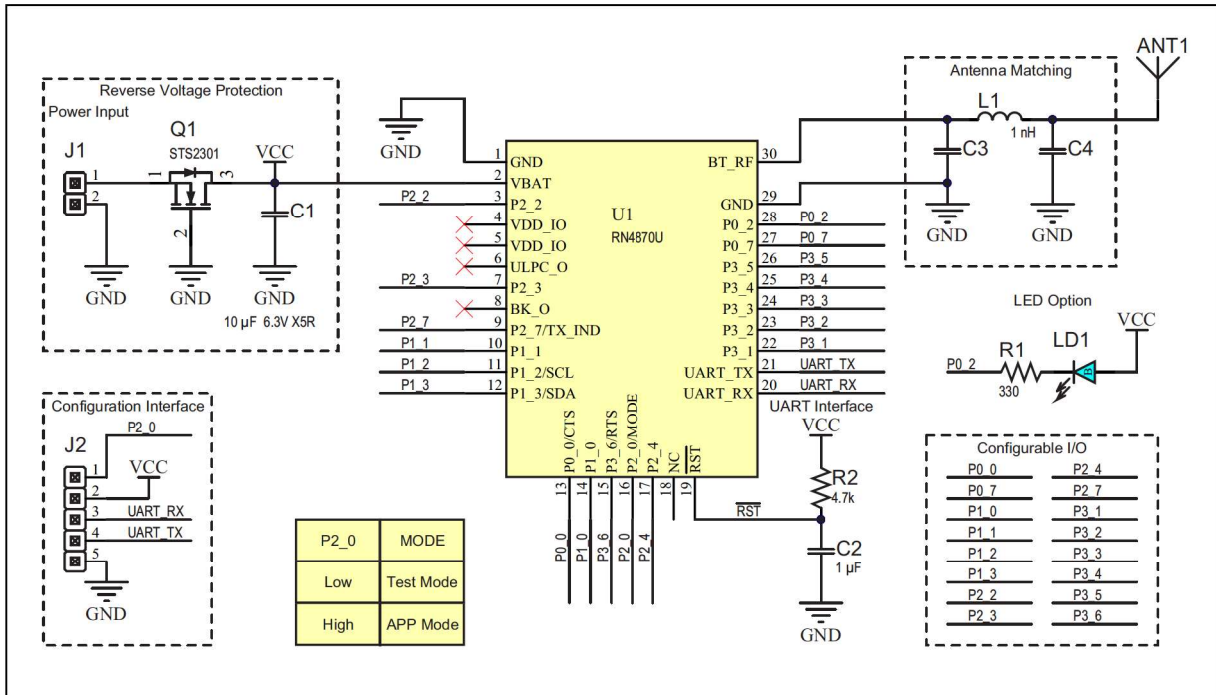 Reverse Voltage Protection
Power Input
J1
1
2
Q1
STS2301
1
3
2
VCC
C1
GND
GND
GND
10 µF 6.3V X5R
Configuration Interface
J2
P2_0
1
VCC
2
3 UART_RX
4 UART_TX
5
GND
P2_0 MODE
Low Test Mode
High APP Mode
GND
U1
RN4870U
1 GND
2 VBAT
P2_2 3 P2_2
4 VDD_IO
5 VDD_IO
6 ULPC_O
P2_3 7 P2_3
8 BK_O
P2_7 9 P2_7/TX_IND
P1_1 10 P1_1
P1_2 11 P1_2/SCL
P1_3 12 P1_3/SDA
P0_0/CTS 13 P0_0
P1_0 14 P1_0
P3_6/RTS 15 P3_6
P2_0/MODE 16 P2_0
P2_4 17 P2_4
NC 18
RST 19
RST
BT_RF 30
GND 29
P0_2 28 P0_2
P0_7 27 P0_7
P3_5 26 P3_5
P3_4 25 P3_4
P3_3 24 P3_3
P3_2 23 P3_2
P3_1 22 P3_1
UART_TX 21 UART_TX
UART_RX 20 UART_RX
UART Interface
VCC
R2
4.7k
C2
1 µF
GND
Antenna Matching
L1
1 nH
C3
C4
GND
GND
ANT1
LED Option
VCC
LD1
B
R1
P0_2
330
Configurable I/O
P0_0 P2_4
P0_7 P2_7
P1_0 P3_1
P1_1 P3_2
P1_2 P3_3
P1_3 P3_4
P2_2 P3_5
P2_3 P3_6